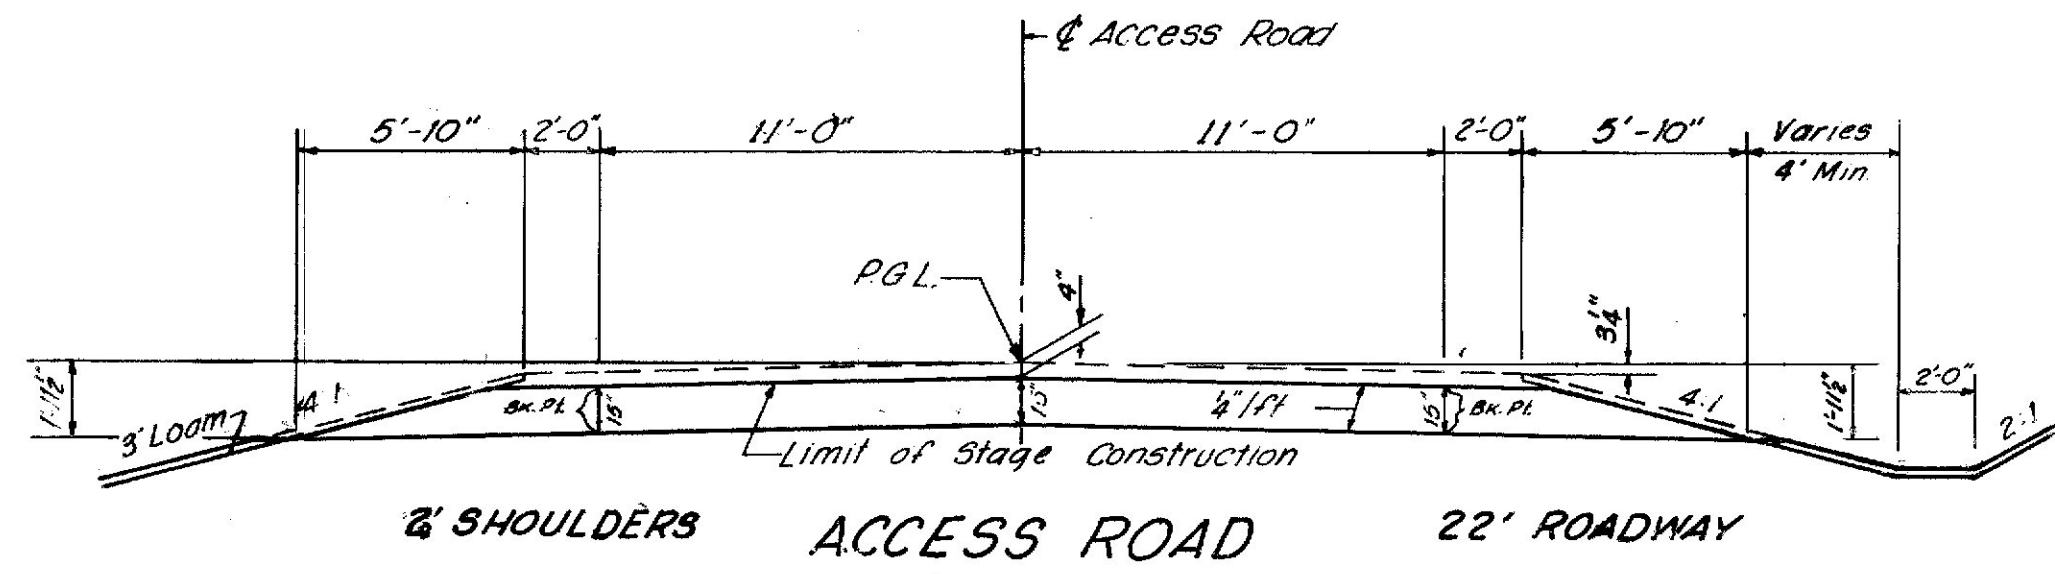 ℄ Access Road
5'-10" 2'-0" 11'-0" 11'-0" 2'-0" 5'-10" Varies
4' Min.
P.G.L. 4" 3 1/4"
1'-1 1/2" 4:1 Bk. Pt. 15" 15" 1/4"/ft 15" Bk. Pt. 4:1 1'-1 1/2" 2'-0" 2:1
3" Loam
Limit of Stage Construction
SHOULDERS ACCESS ROAD 22' ROADWAY